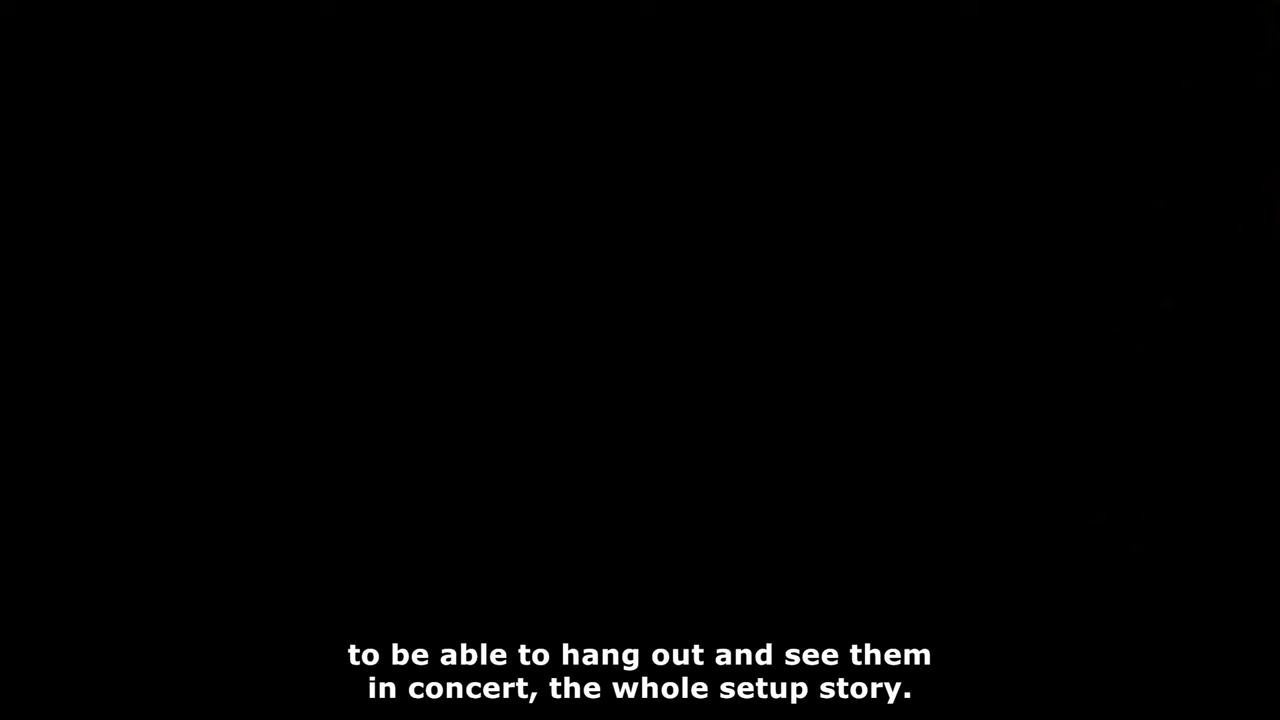 to be able to hang out and see them
in concert, the whole setup story.